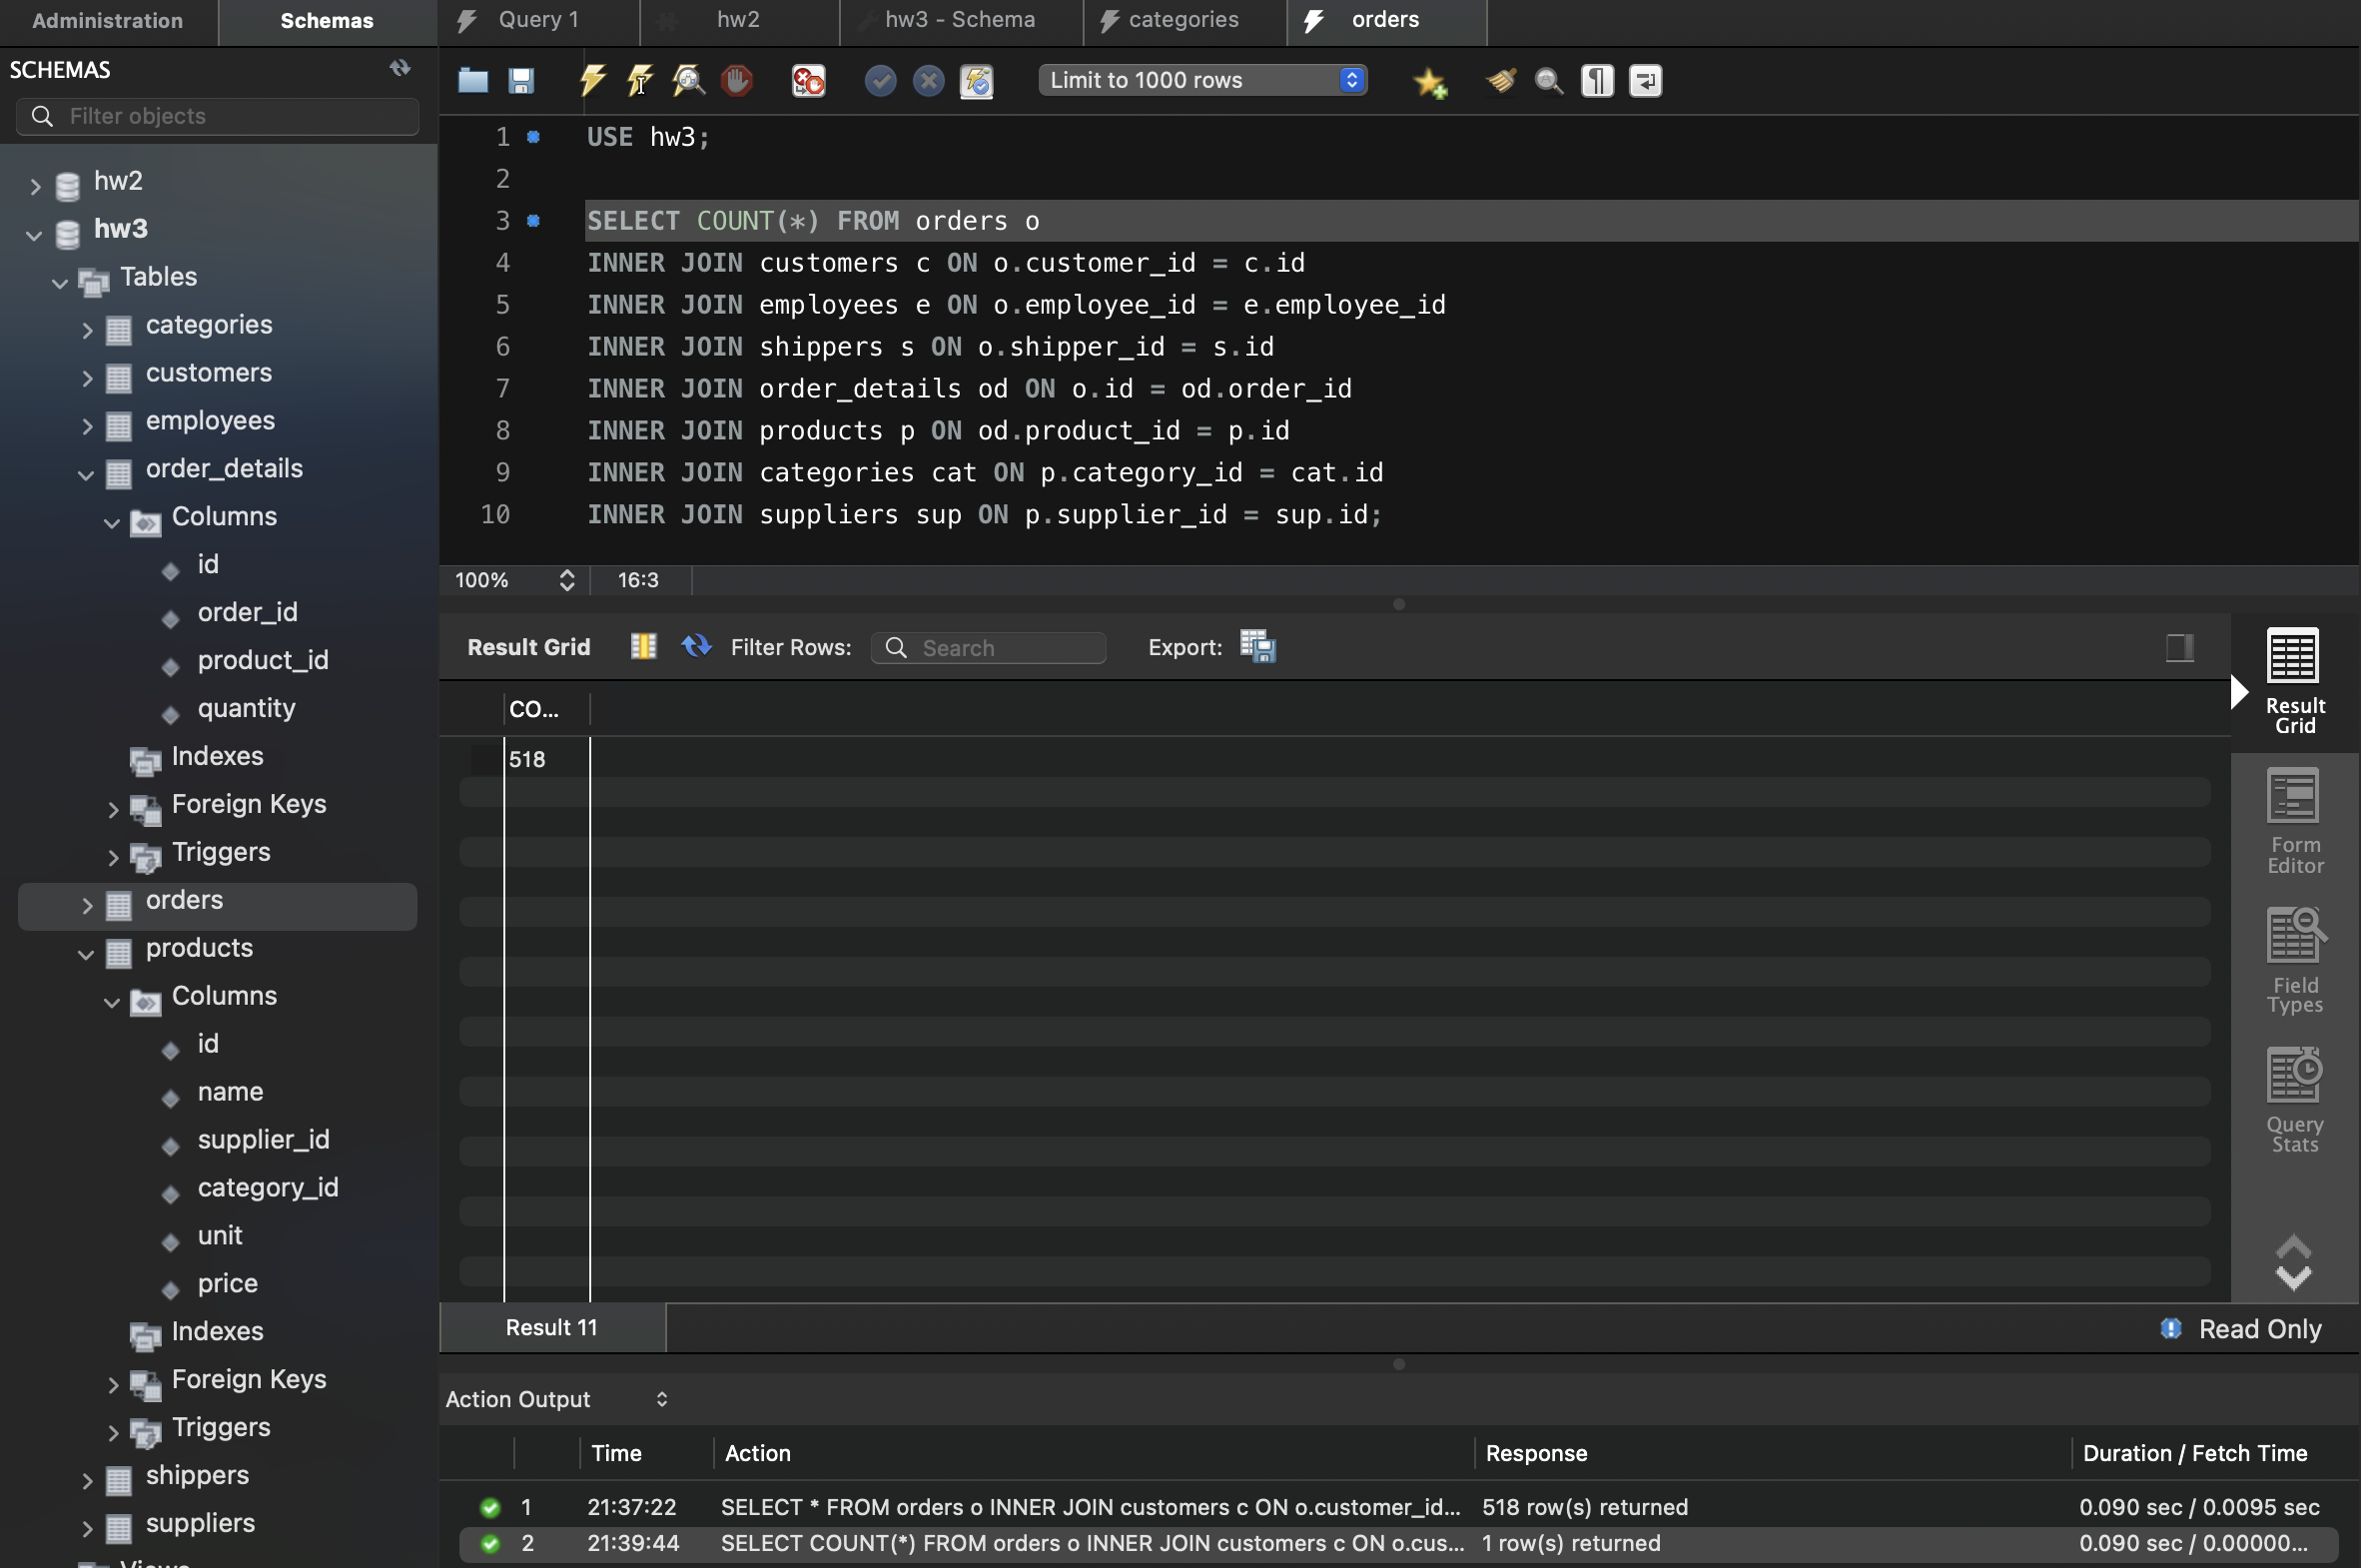 Administration
Schemas
Query 1
hw2
hw3 - Schema
categories
orders
SCHEMAS
Filter objects
hw2
hw3
Tables
categories
customers
employees
order_details
Columns
id
order_id
product_id
quantity
Indexes
Foreign Keys
Triggers
orders
products
Columns
id
name
supplier_id
category_id
unit
price
Indexes
Foreign Keys
Triggers
shippers
suppliers
Views
Limit to 1000 rows
1 USE hw3;
2
3 SELECT COUNT(*) FROM orders o
4 INNER JOIN customers c ON o.customer_id = c.id
5 INNER JOIN employees e ON o.employee_id = e.employee_id
6 INNER JOIN shippers s ON o.shipper_id = s.id
7 INNER JOIN order_details od ON o.id = od.order_id
8 INNER JOIN products p ON od.product_id = p.id
9 INNER JOIN categories cat ON p.category_id = cat.id
10 INNER JOIN suppliers sup ON p.supplier_id = sup.id;
100% 16:3
Result Grid Filter Rows: Search Export:
CO...
518
Result
Grid
Form
Editor
Field
Types
Query
Stats
Result 11
Read Only
Action Output
Time Action Response Duration / Fetch Time
1 21:37:22 SELECT * FROM orders o INNER JOIN customers c ON o.customer_id... 518 row(s) returned 0.090 sec / 0.0095 sec
2 21:39:44 SELECT COUNT(*) FROM orders o INNER JOIN customers c ON o.cus... 1 row(s) returned 0.090 sec / 0.00000...